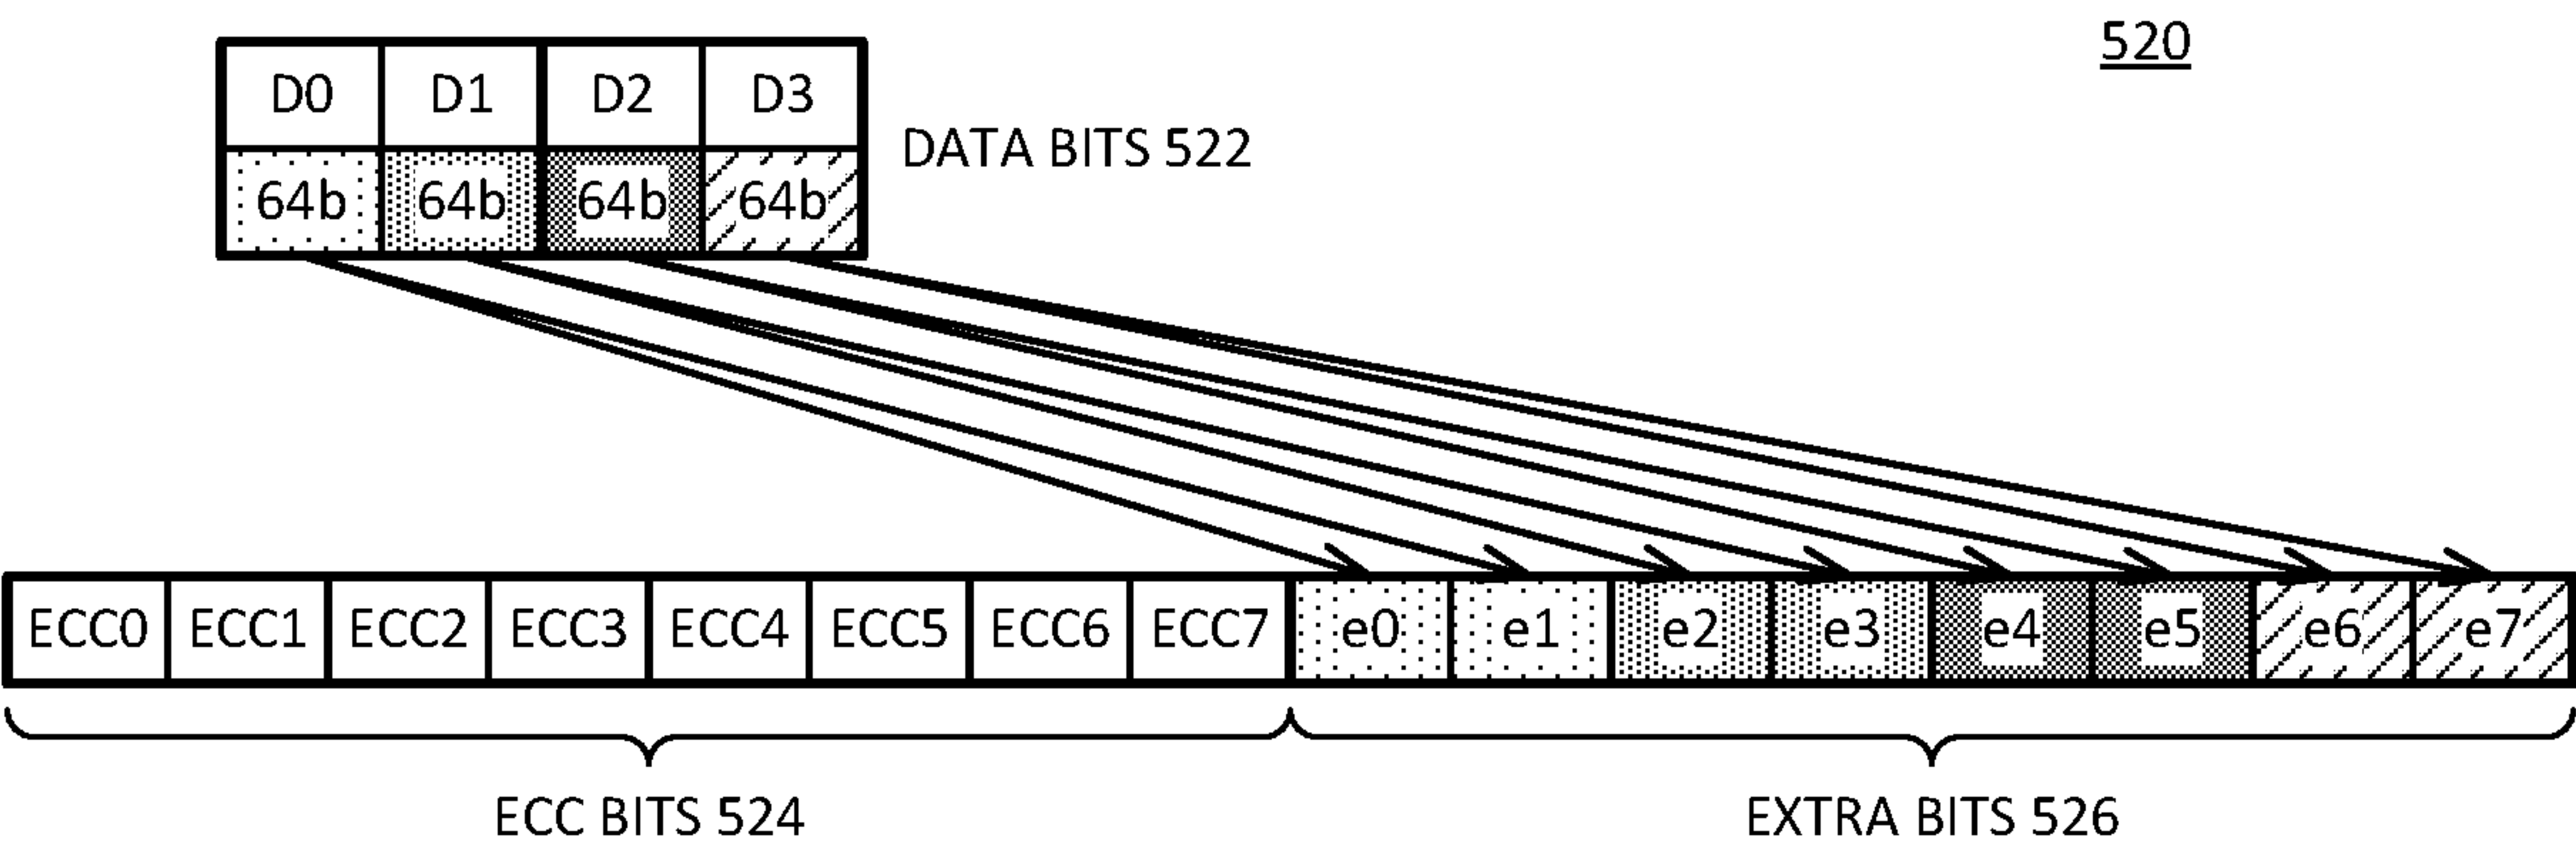 520
D0 D1 D2 D3
DATA BITS 522
64b 64b 64b 64b
ECC0 ECC1 ECC2 ECC3 ECC4 ECC5 ECC6 ECC7 e0 e1 e2 e3 e4 e5 e6 e7
ECC BITS 524 EXTRA BITS 526